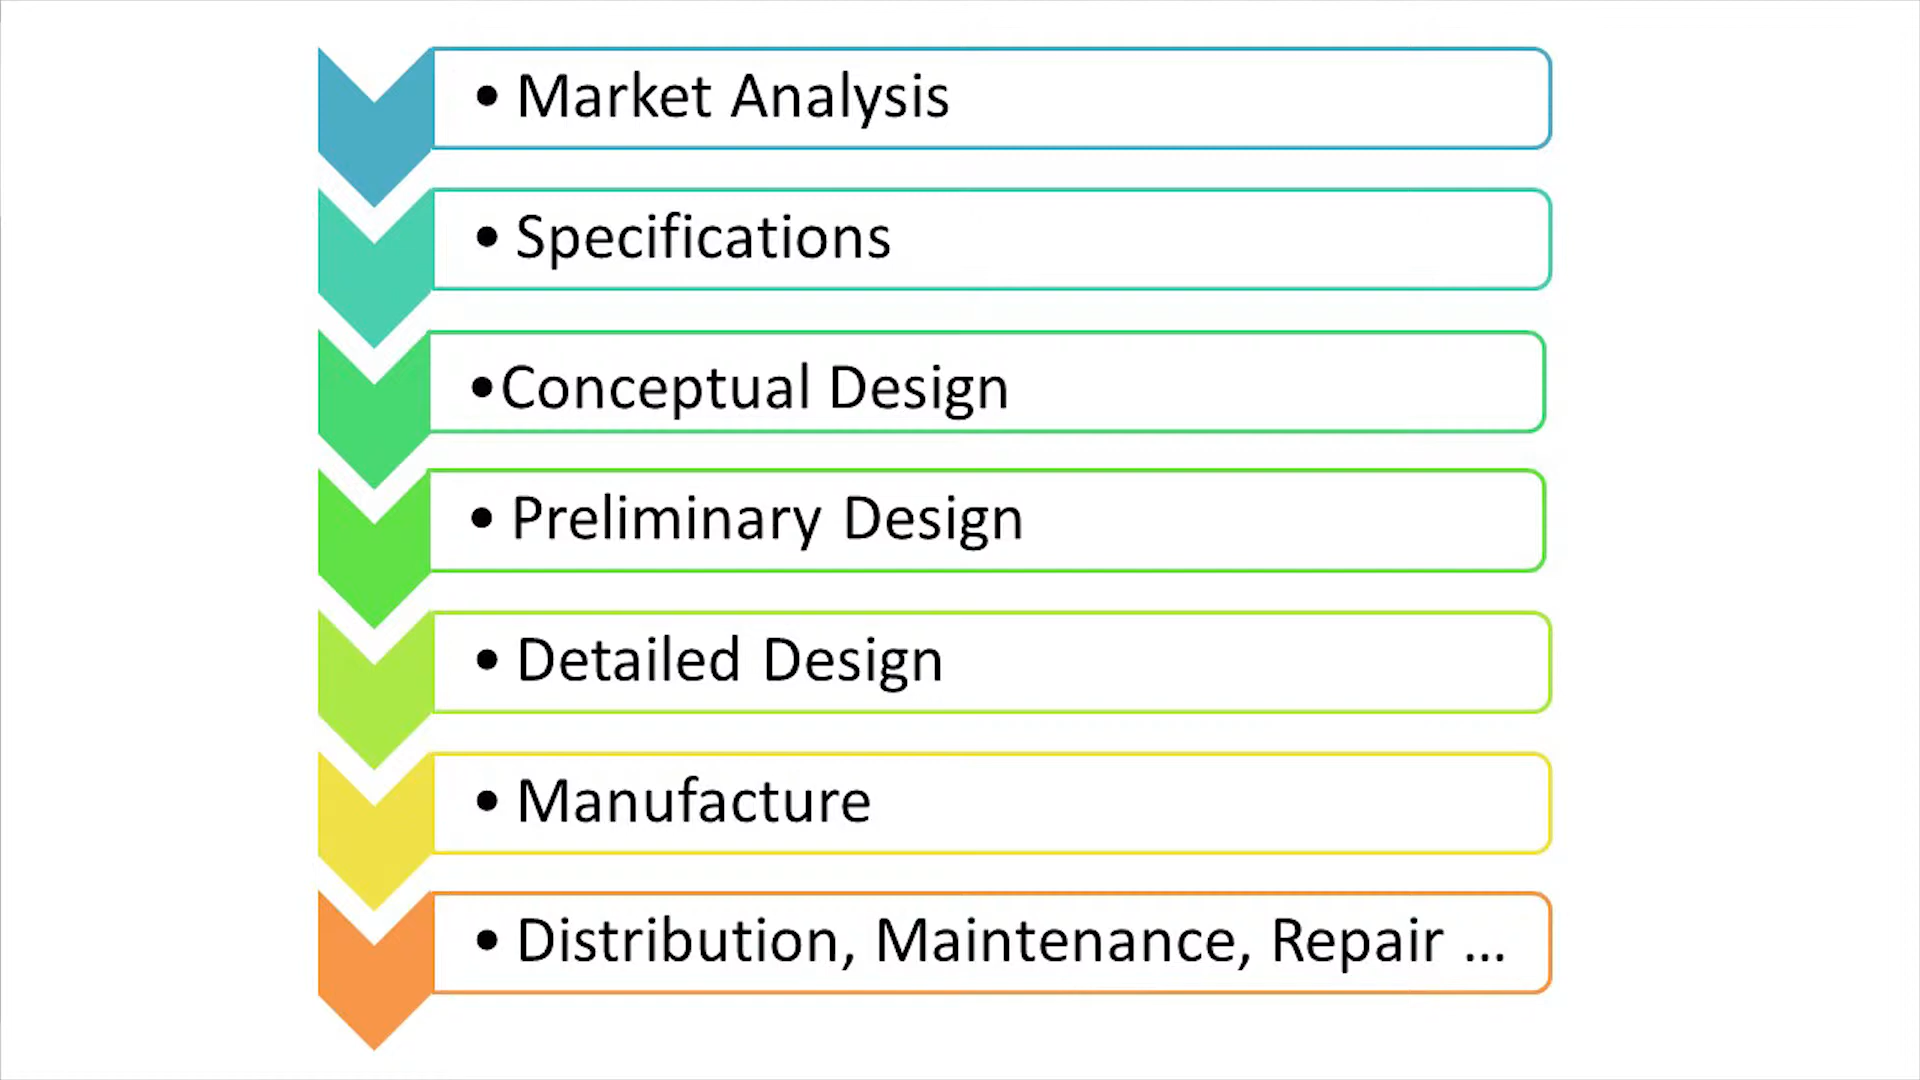 • Market Analysis
• Specifications
•Conceptual Design
• Preliminary Design
• Detailed Design
• Manufacture
• Distribution, Maintenance, Repair ...